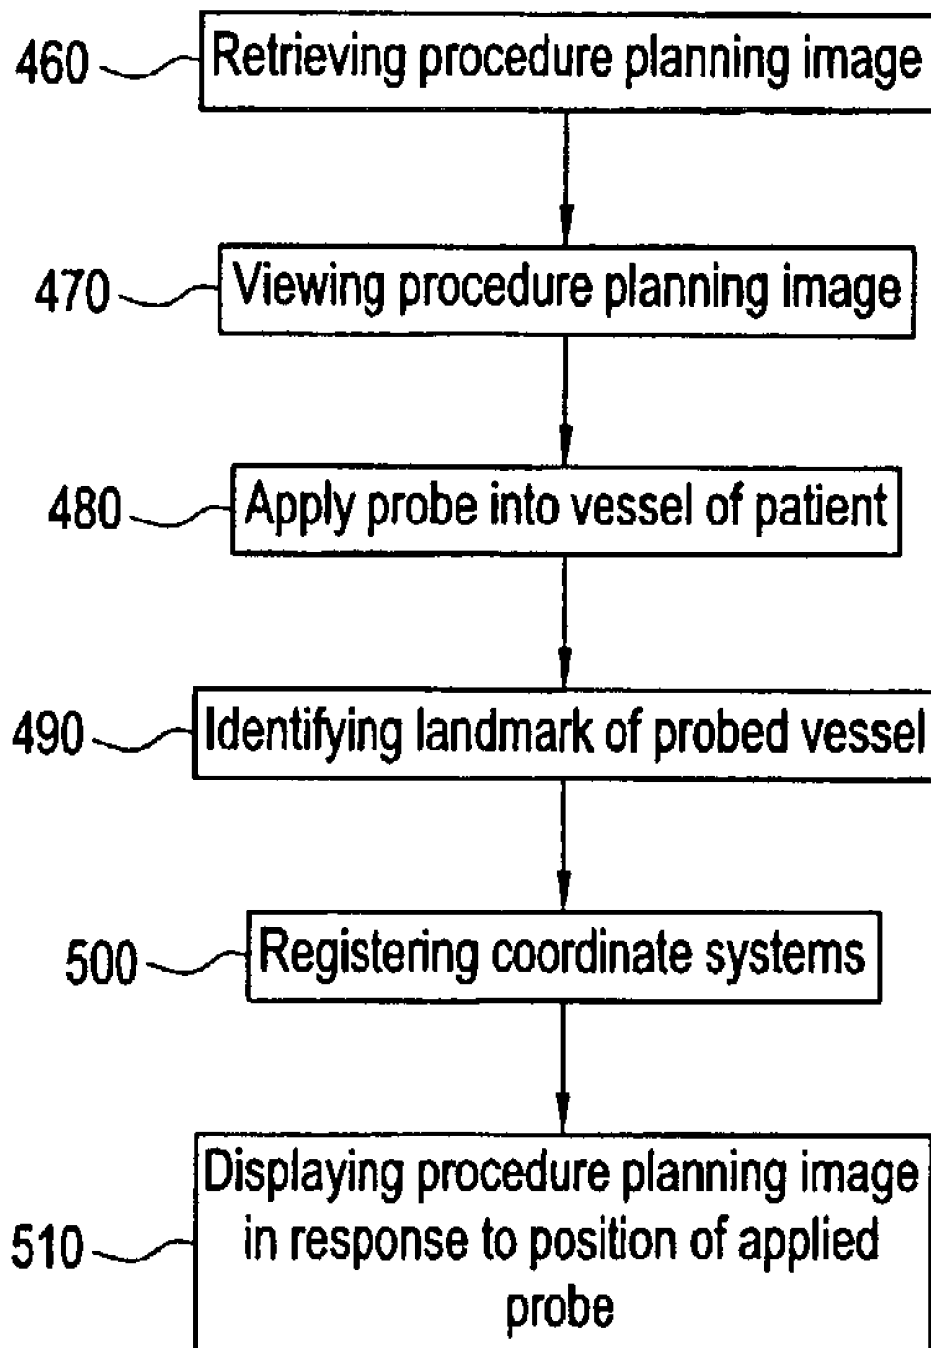 460 Retrieving procedure planning image
470 Viewing procedure planning image
480 Apply probe into vessel of patient
490 Identifying landmark of probed vessel
500 Registering coordinate systems
Displaying procedure planning image
510 in response to position of applied
probe